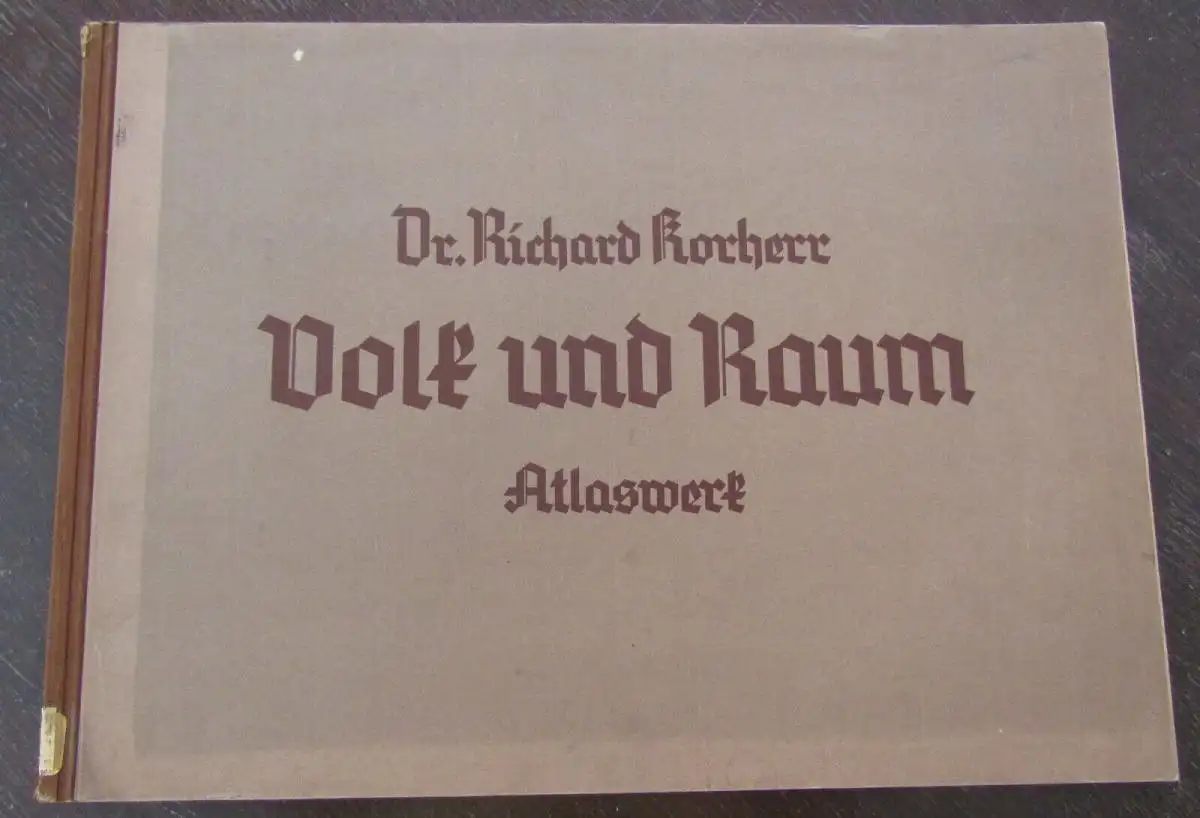 Dr. Richard Korherr
Volk und Raum
Atlaswerk